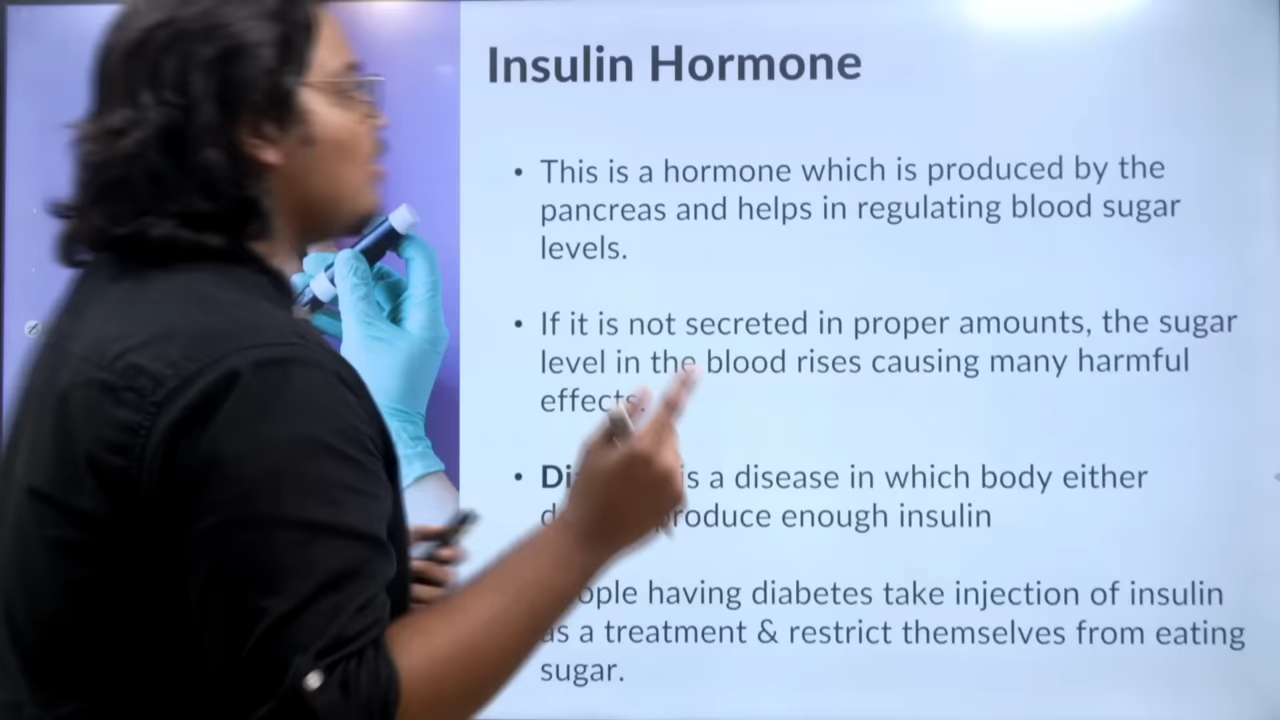 Insulin Hormone
• This is a hormone which is produced by the
pancreas and helps in regulating blood sugar
levels.
• If it is not secreted in proper amounts, the sugar
level in the blood rises causing many harmful
effects.
• is a disease in which body either
enough insulin
having diabetes take injection of insulin
as a treatment & restrict themselves from eating
sugar.